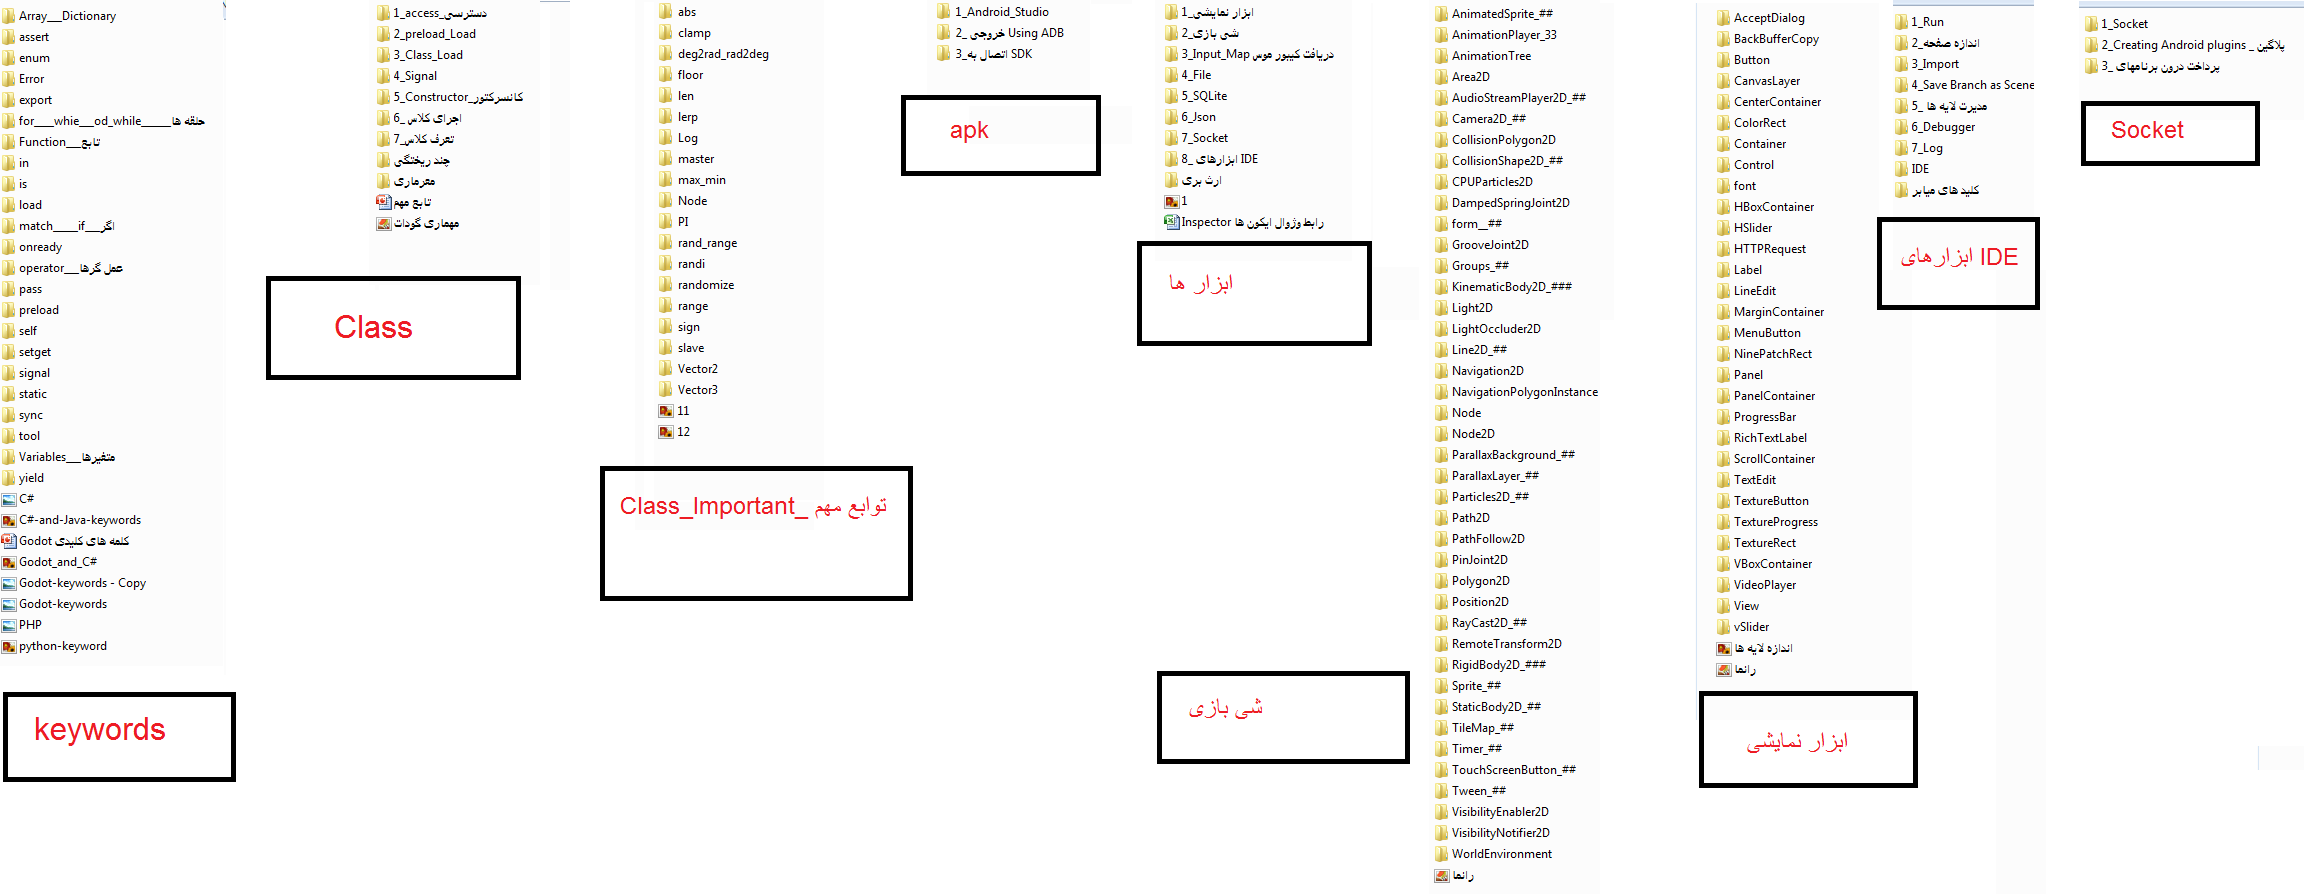 Array___Dictionary
assert
enum
Error
export
for____whie___od_while______حلقه ها
Function___تابع
in
is
load
match_____if___اگر
onready
operator___عمل گرها
pass
preload
self
setget
signal
static
sync
tool
Variables___متغیرها
yield
C#
C#-and-Java-keywords
Godot کلمه های کلیدی
Godot_and_C#
Godot-keywords - Copy
Godot-keywords
PHP
python-keyword
keywords
1_access_دسترسی
2_preload_Load
3_Class_Load
4_Signal
5_Constructor_کانسرکتور
6_ اجرای کلاس
7_تعرف کلاس
چند ریختگی
معرماری
تابع مهم
مهماری گودات
Class
abs
clamp
deg2rad_rad2deg
floor
len
lerp
Log
master
max_min
Node
PI
rand_range
randi
randomize
range
sign
slave
Vector2
Vector3
11
12
Class_Important_ توابع مهم
1_Android_Studio
2_ خروجی Using ADB
3_اتصال به SDK
apk
1_ابزار نمایشی
2_شی بازی
3_Input_Map دریافت کیبور موس
4_File
5_SQLite
6_Json
7_Socket
8_ ابزارهای IDE
ارث بری
1
Inspector رابط وژوال ایکون ها
ابزار ها
AnimatedSprite_##
AnimationPlayer_33
AnimationTree
Area2D
AudioStreamPlayer2D_##
Camera2D_##
CollisionPolygon2D
CollisionShape2D_##
CPUParticles2D
DampedSpringJoint2D
form__##
GrooveJoint2D
Groups_##
KinematicBody2D_###
Light2D
LightOccluder2D
Line2D_##
Navigation2D
NavigationPolygonInstance
Node
Node2D
ParallaxBackground_##
ParallaxLayer_##
Particles2D_##
Path2D
PathFollow2D
PinJoint2D
Polygon2D
Position2D
RayCast2D_##
RemoteTransform2D
RigidBody2D_###
Sprite_##
StaticBody2D_##
TileMap_##
Timer_##
TouchScreenButton_##
Tween_##
VisibilityEnabler2D
VisibilityNotifier2D
WorldEnvironment
رانما
شی بازی
AcceptDialog
BackBufferCopy
Button
CanvasLayer
CenterContainer
ColorRect
Container
Control
font
HBoxContainer
HSlider
HTTPRequest
Label
LineEdit
MarginContainer
MenuButton
NinePatchRect
Panel
PanelContainer
ProgressBar
RichTextLabel
ScrollContainer
TextEdit
TextureButton
TextureProgress
TextureRect
VBoxContainer
VideoPlayer
View
vSlider
اندازه لایه ها
رانما
ابزار نمایشی
1_Run
2_اندازه صفحه
3_Import
4_Save Branch as Scene
5_ مدیرت لایه ها
6_Debugger
7_Log
IDE
کلید های میابر
ابزارهای IDE
1_Socket
2_Creating Android plugins _ پلاگین
3_ پرداخت درون برنامهای
Socket